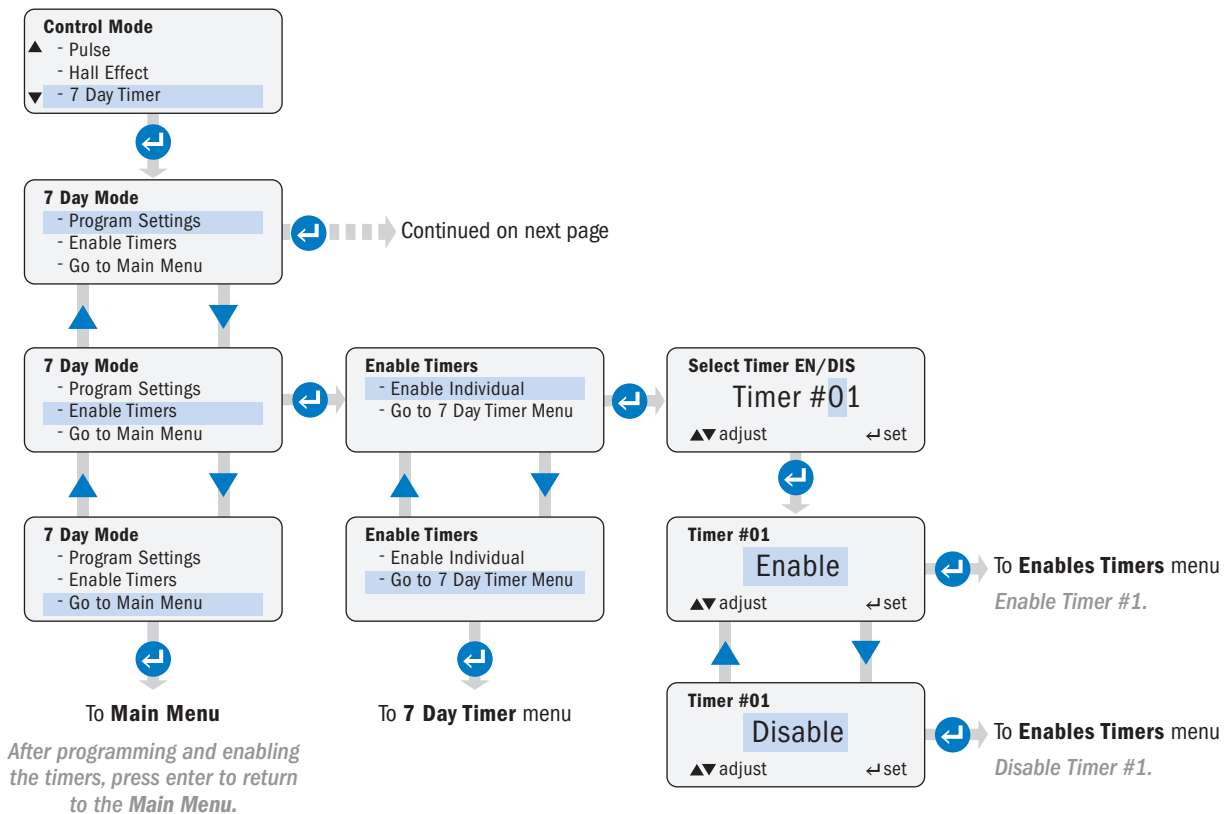 Control Mode
- Pulse
- Hall Effect
- 7 Day Timer
7 Day Mode
- Program Settings
- Enable Timers
- Go to Main Menu
Continued on next page
7 Day Mode
- Program Settings
- Enable Timers
- Go to Main Menu
Enable Timers
- Enable Individual
- Go to 7 Day Timer Menu
Select Timer EN/DIS
Timer #01
▲▼ adjust ↵ set
7 Day Mode
- Program Settings
- Enable Timers
- Go to Main Menu
Enable Timers
- Enable Individual
- Go to 7 Day Timer Menu
Timer #01
Enable
▲▼ adjust ↵ set
To Enables Timers menu
Enable Timer #1.
To Main Menu
After programming and enabling
the timers, press enter to return
to the Main Menu.
To 7 Day Timer menu
Timer #01
Disable
▲▼ adjust ↵ set
To Enables Timers menu
Disable Timer #1.